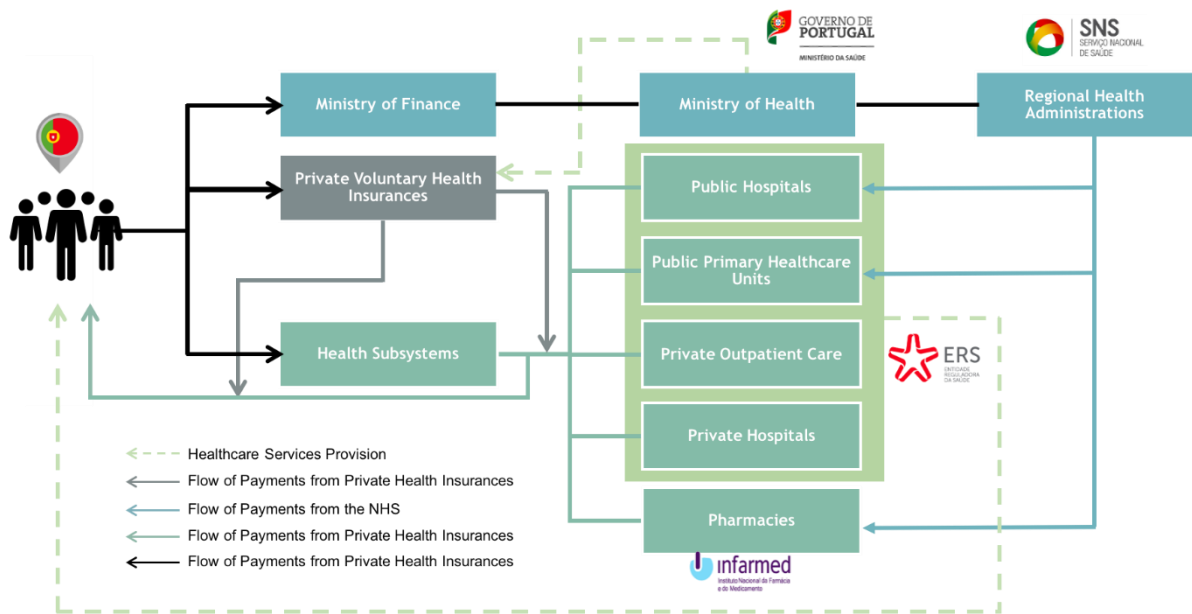 GOVERNO DE
PORTUGAL
MINISTÉRIO DA SAÚDE
SNS
SERVIÇO NACIONAL
DE SAÚDE
Ministry of Finance
Ministry of Health
Regional Health
Administrations
Private Voluntary Health
Insurances
Public Hospitals
Public Primary Healthcare
Units
Health Subsystems
Private Outpatient Care
ERS
ENTIDADE
REGULADORA
DA SAÚDE
Private Hospitals
Healthcare Services Provision
Flow of Payments from Private Health Insurances
Flow of Payments from the NHS
Flow of Payments from Private Health Insurances
Flow of Payments from Private Health Insurances
Pharmacies
infarmed
Instituto Nacional da Farmácia
e do Medicamento